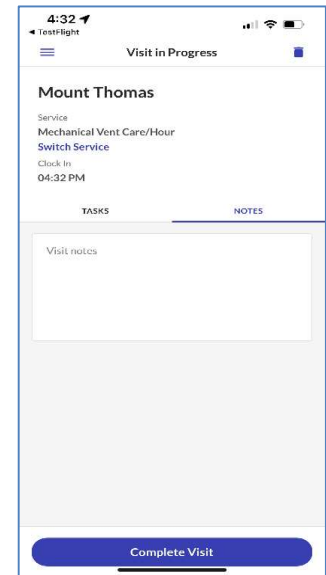 4:32
◀ TestFlight
Visit in Progress
Mount Thomas
Service
Mechanical Vent Care/Hour
Switch Service
Clock In
04:32 PM
TASKS
NOTES
Visit notes
Complete Visit